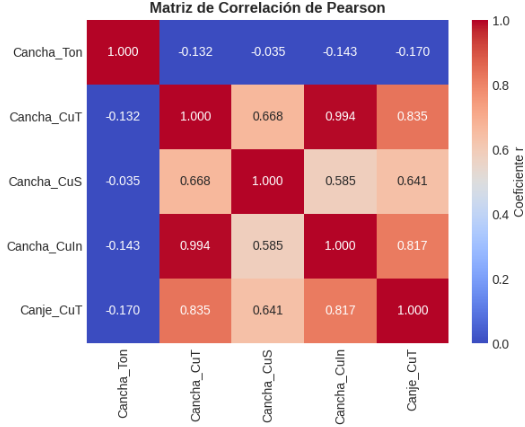 Matriz de Correlación de Pearson
Cancha_Ton 1.000 -0.132 -0.035 -0.143 -0.170
Cancha_CuT -0.132 1.000 0.668 0.994 0.835
Cancha_CuS -0.035 0.668 1.000 0.585 0.641
Cancha_CuIn -0.143 0.994 0.585 1.000 0.817
Canje_CuT -0.170 0.835 0.641 0.817 1.000
Cancha_Ton
Cancha_CuT
Cancha_CuS
Cancha_CuIn
Canje_CuT
1.0
0.8
0.6
0.4
0.2
0.0
Coeficiente r